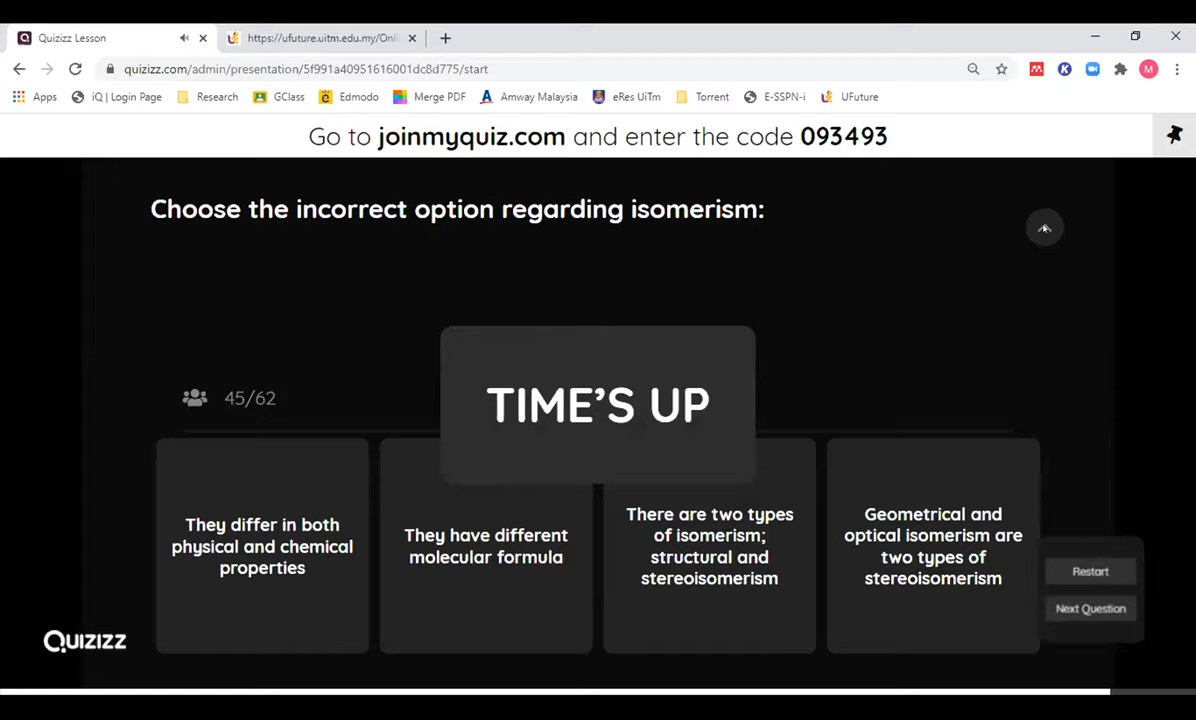 Quizizz Lesson
https://ufuture.uitm.edu.my/Onli
quizizz.com/admin/presentation/5f991a40951616001dc8d775/start
M
Apps
iQ | Login Page
Research
GClass
Edmodo
Merge PDF
Amway Malaysia
eRes UiTm
Torrent
E-SSPN-i
UFuture
Go to joinmyquiz.com and enter the code 093493
Choose the incorrect option regarding isomerism:
45/62
TIME'S UP
They differ in both
physical and chemical
properties
They have different
molecular formula
There are two types
of isomerism;
structural and
stereoisomerism
Geometrical and
optical isomerism are
two types of
stereoisomerism
Restart
Next Question
Quizizz